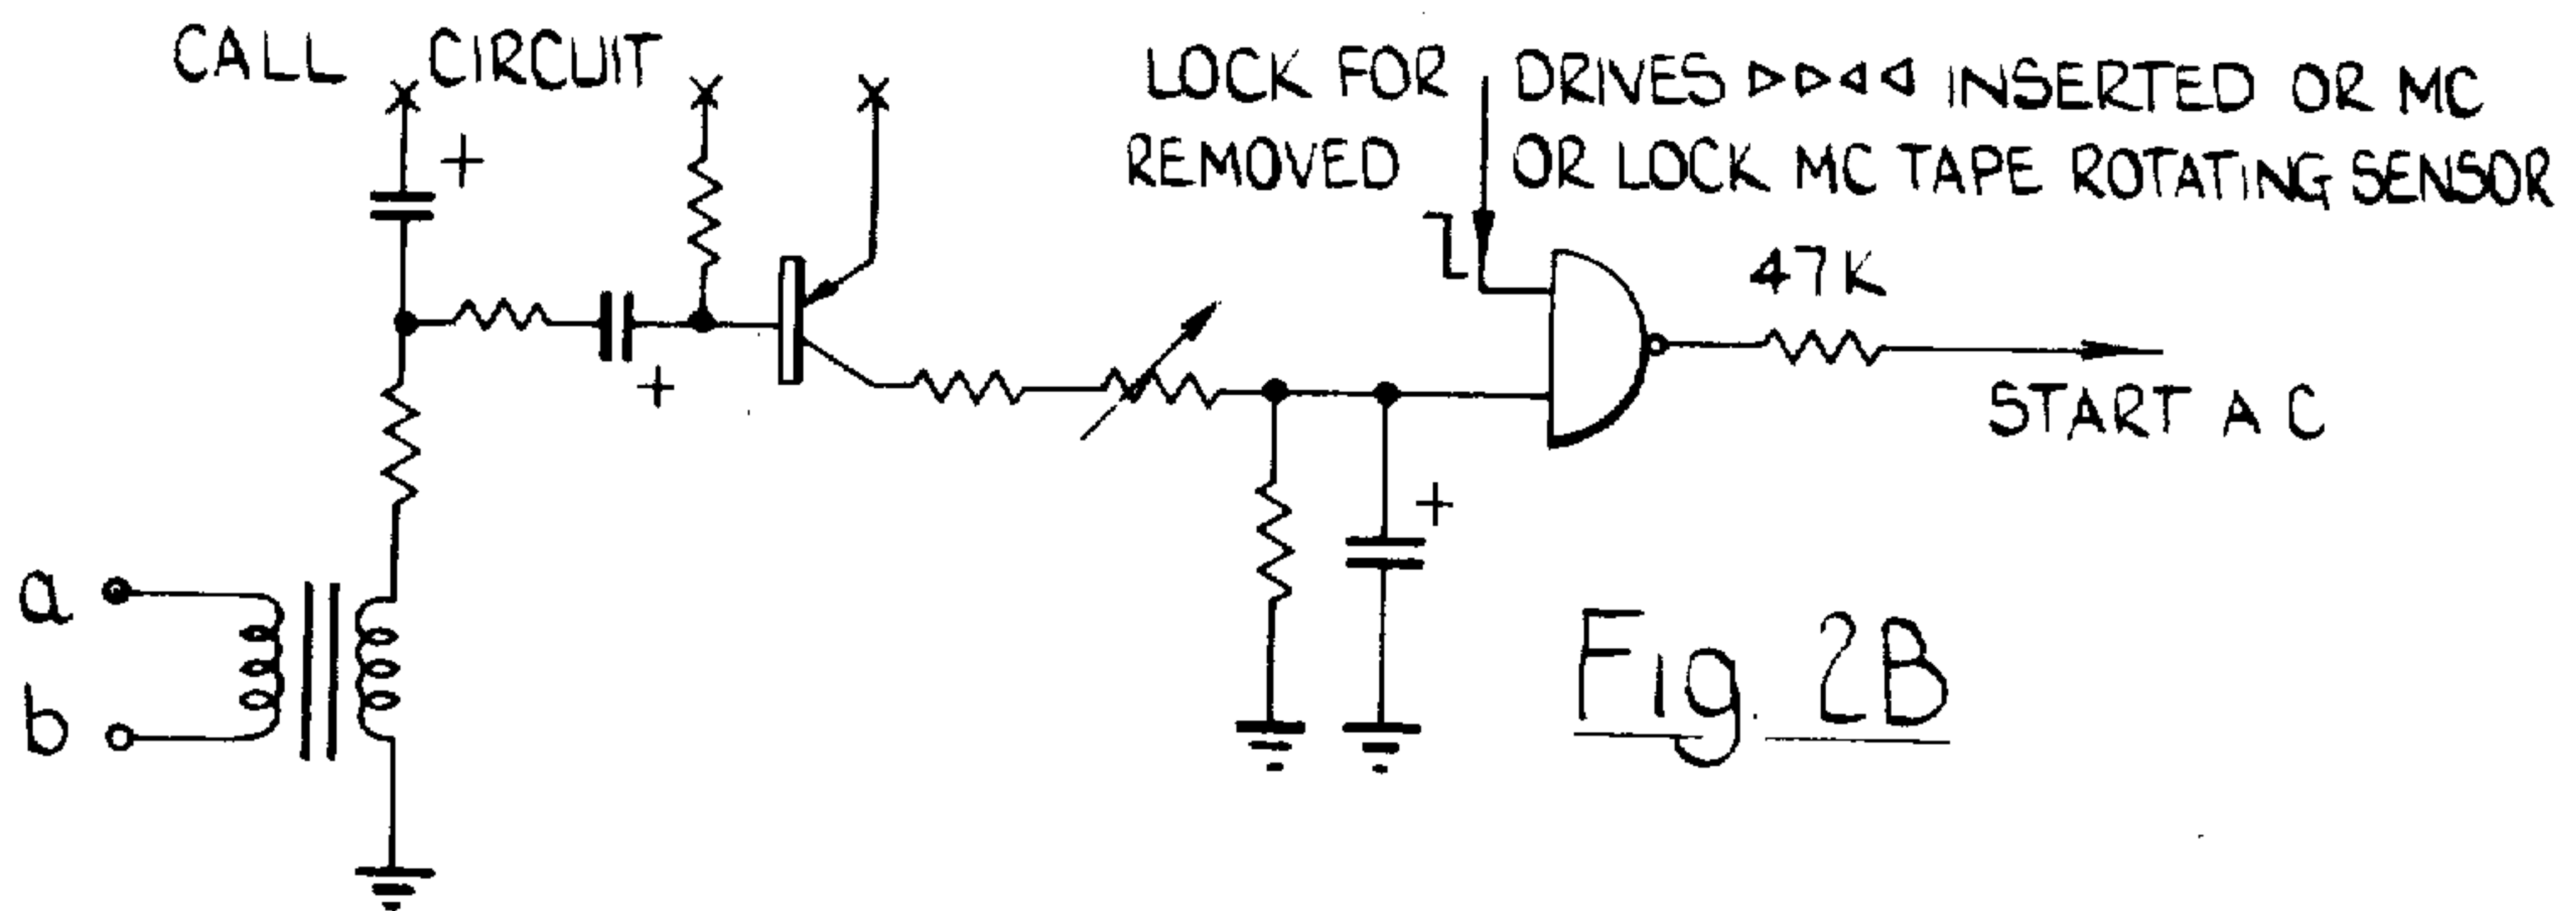 CALL CIRCUIT
LOCK FOR DRIVES ▷▷◁◁ INSERTED OR MC
REMOVED OR LOCK MC TAPE ROTATING SENSOR
+
+
47K
START A C
+
a
b
Fig. 2B